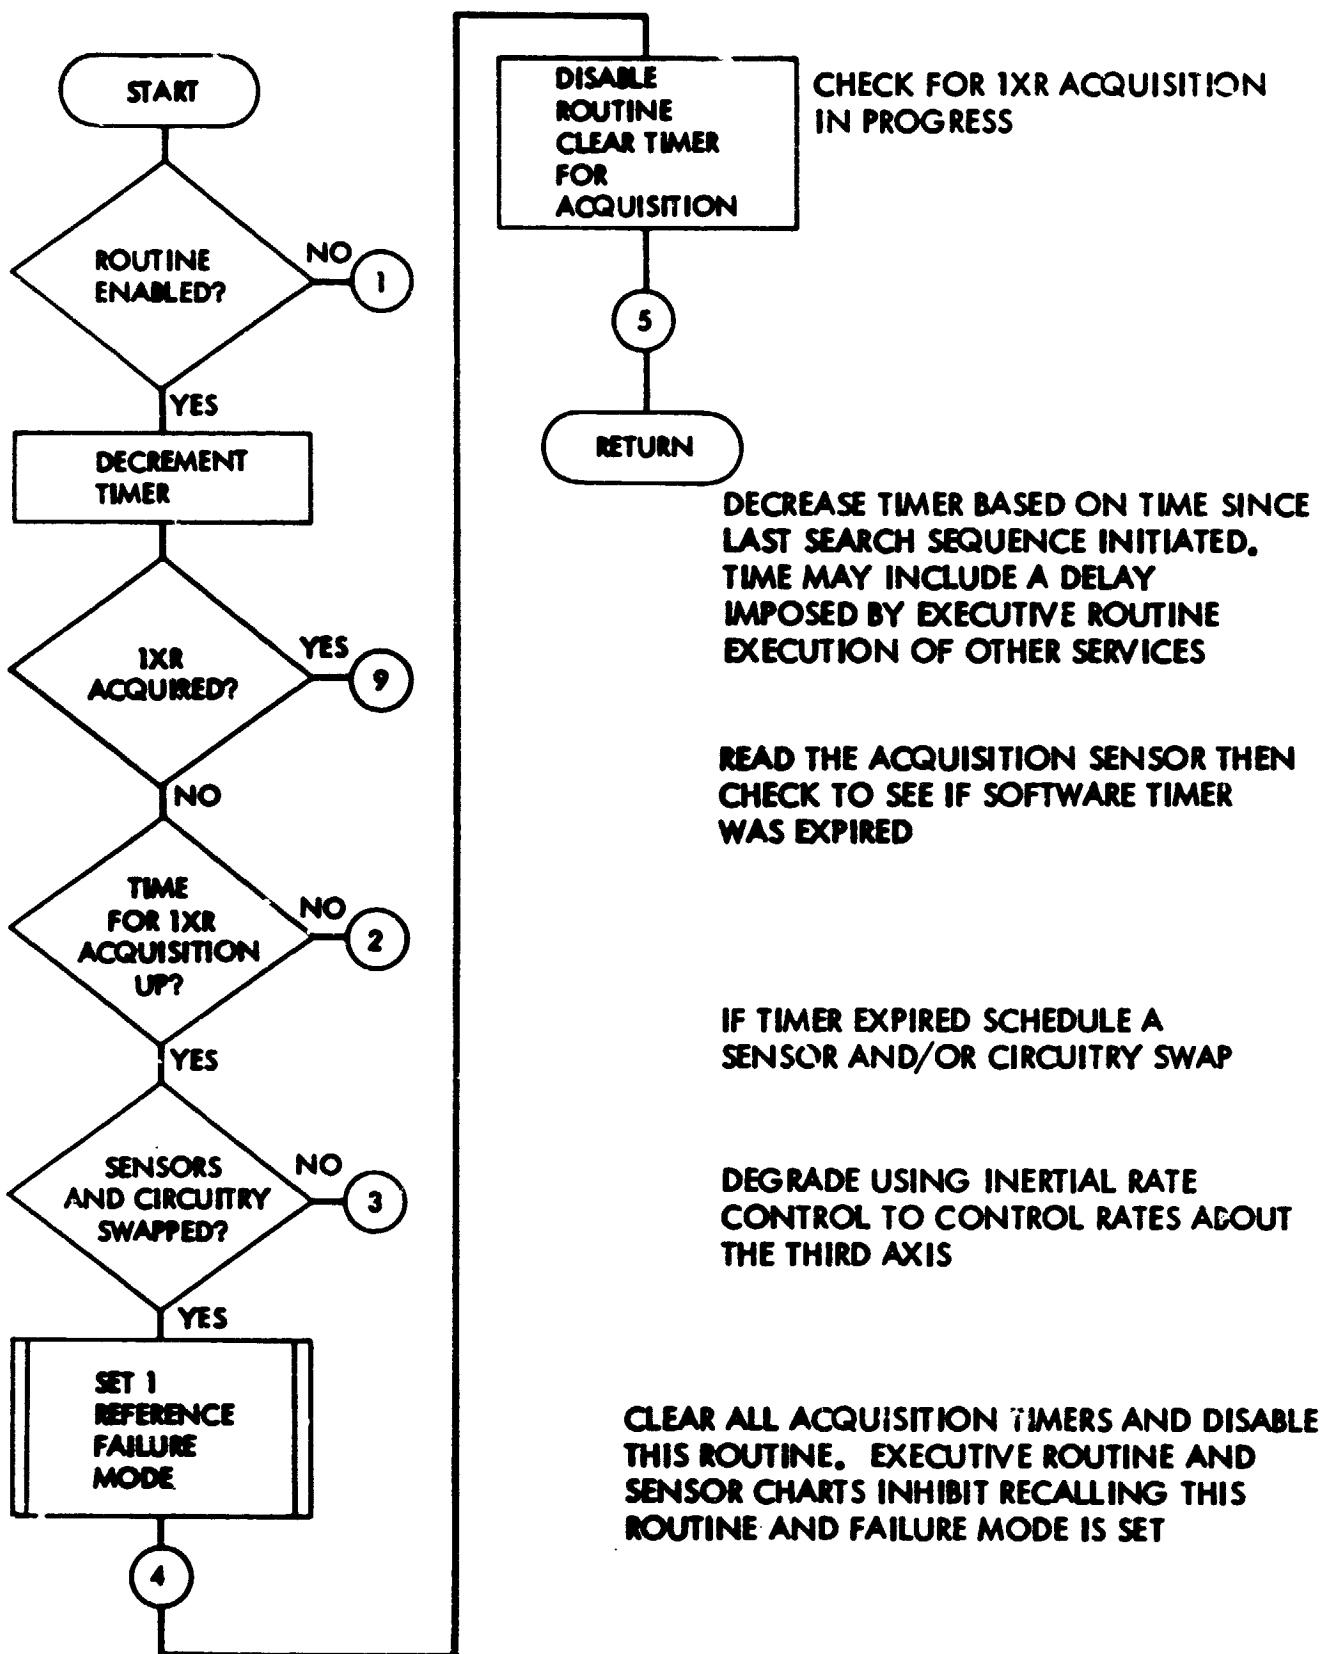 START
ROUTINE
ENABLED?
NO
1
YES
DECREMENT
TIMER
1XR
ACQUIRED?
YES
9
NO
TIME
FOR 1XR
ACQUISITION
UP?
NO
2
YES
SENSORS
AND CIRCUITRY
SWAPPED?
NO
3
YES
SET 1
REFERENCE
FAILURE
MODE
4
DISABLE
ROUTINE
CLEAR TIMER
FOR
ACQUISITION
5
RETURN
CHECK FOR 1XR ACQUISITION
IN PROGRESS
DECREASE TIMER BASED ON TIME SINCE
LAST SEARCH SEQUENCE INITIATED.
TIME MAY INCLUDE A DELAY
IMPOSED BY EXECUTIVE ROUTINE
EXECUTION OF OTHER SERVICES
READ THE ACQUISITION SENSOR THEN
CHECK TO SEE IF SOFTWARE TIMER
WAS EXPIRED
IF TIMER EXPIRED SCHEDULE A
SENSOR AND/OR CIRCUITRY SWAP
DEGRADE USING INERTIAL RATE
CONTROL TO CONTROL RATES ABOUT
THE THIRD AXIS
CLEAR ALL ACQUISITION TIMERS AND DISABLE
THIS ROUTINE. EXECUTIVE ROUTINE AND
SENSOR CHARTS INHIBIT RECALLING THIS
ROUTINE AND FAILURE MODE IS SET